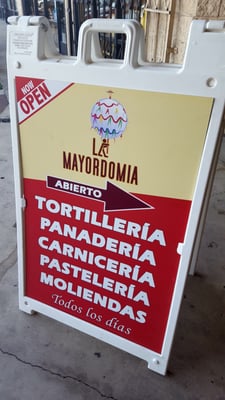 NOW
OPEN
LA
MAYORDOMIA
ABIERTO
TORTILLERÍA
PANADERÍA
CARNICERÍA
PASTELERÍA
MOLIENDAS
Todos los días